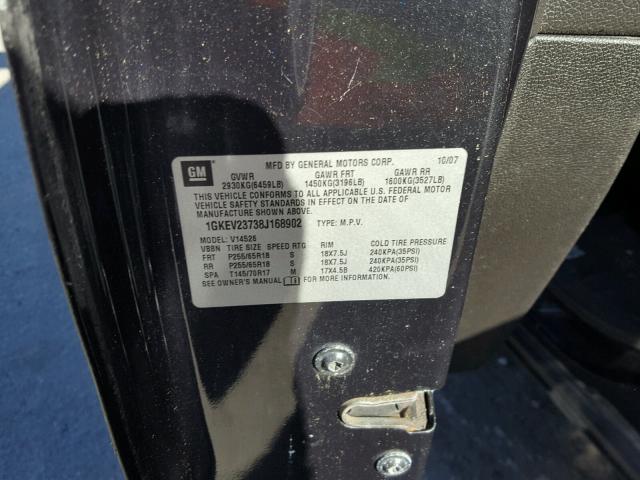 GM
MFD BY GENERAL MOTORS CORP. 10/07
GVWR GAWR FRT GAWR RR
2930KG(6459LB) 1450KG(3196LB) 1600KG(3527LB)
THIS VEHICLE CONFORMS TO ALL APPLICABLE U.S. FEDERAL MOTOR
VEHICLE SAFETY STANDARDS IN EFFECT ON THE DATE OF
MANUFACTURE SHOWN ABOVE.
1GKEV23738J168902 TYPE: M.P.V.
MODEL: V14526
VBBN TIRE SIZE SPEED RTG RIM COLD TIRE PRESSURE
FRT P255/65R18 S 18X7.5J 240KPA(35PSI)
RR P255/65R18 S 18X7.5J 240KPA(35PSI)
SPA T145/70R17 M 17X4.5B 420KPA(60PSI)
SEE OWNER'S MANUAL FOR MORE INFORMATION.